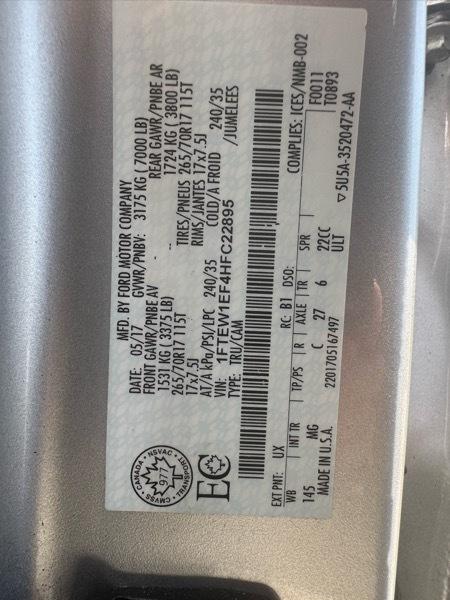 MFD. BY FORD MOTOR COMPANY
DATE: 05/17 GVWR/PNBV: 3175 KG ( 7000 LB)
FRONT GAWR/PNBE AV - REAR GAWR/PNBE AR
1531 KG ( 3375 LB) -- 1724 KG ( 3800 LB)
265/70R17 115T TIRES/PNEUS 265/70R17 115T
17x7.5J RIMS/JANTES 17x7.5J
AT/A kPa/PSI/LPC 240/35 COLD/A FROID 240/35
VIN: 1FTEW1EF4HFC22895 /JUMELEES
TYPE: TRU/CAM
CANADA • NSVAC • TRANSPORT • CMVSS •
977
EC
COMPLIES: ICES/NMB-002
EXT PNT: UX RC: B1 DSO: F0011
WB INT TR TP/PS R AXLE TR SPR T0893
145 MG C 27 6 22CC
ULT
MADE IN U.S.A. 2201705167497 ▽ 5U5A-3520472-AA